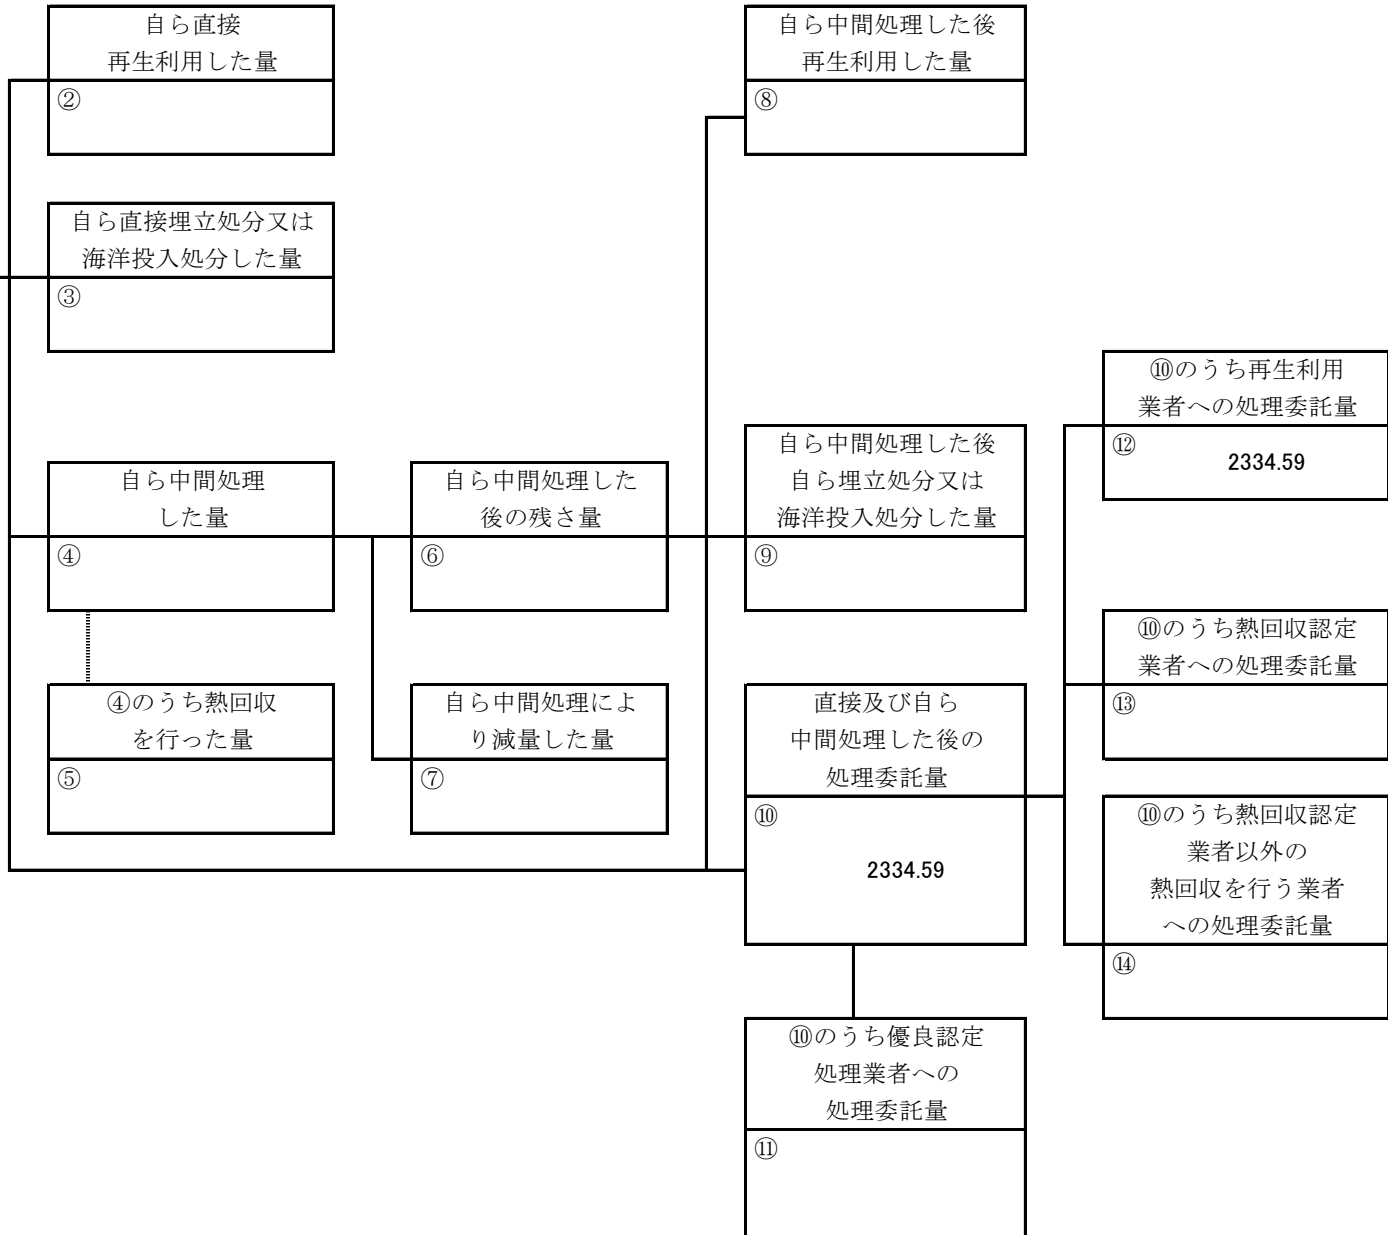 自ら直接
再生利用した量
②
自ら中間処理した後
再生利用した量
⑧
自ら直接埋立処分又は
海洋投入処分した量
③
⑩のうち再生利用
業者への処理委託量
⑫
2334.59
自ら中間処理
した量
④
自ら中間処理した
後の残さ量
⑥
自ら中間処理した後
自ら埋立処分又は
海洋投入処分した量
⑨
⑩のうち熱回収認定
業者への処理委託量
⑬
④のうち熱回収
を行った量
⑤
自ら中間処理によ
り減量した量
⑦
直接及び自ら
中間処理した後の
処理委託量
⑩
2334.59
⑩のうち熱回収認定
業者以外の
熱回収を行う業者
への処理委託量
⑭
⑩のうち優良認定
処理業者への
処理委託量
⑪